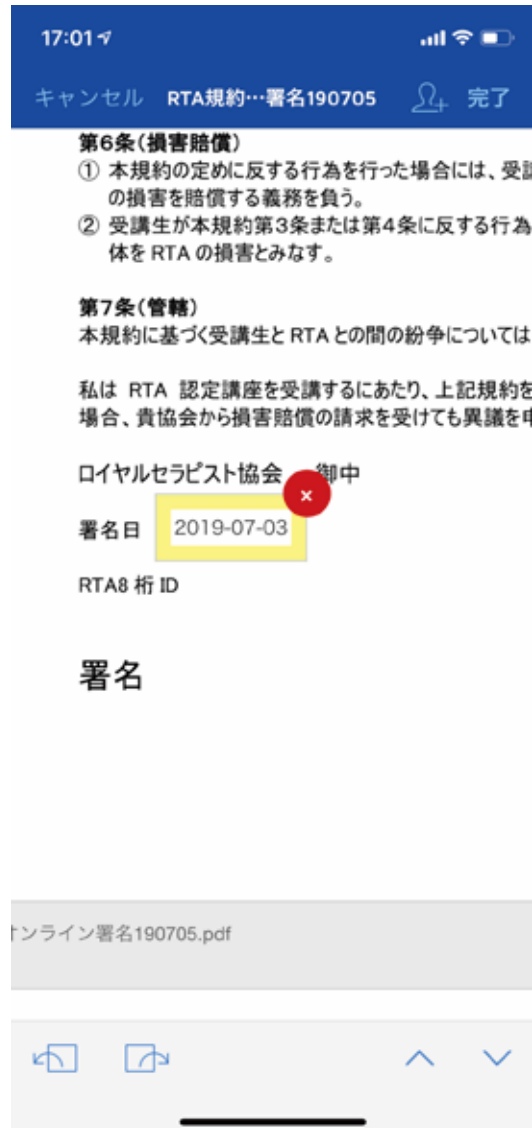 17:01
キャンセル RTA規約…署名190705 完了
第6条(損害賠償)
① 本規約の定めに反する行為を行った場合には、受講
の損害を賠償する義務を負う。
② 受講生が本規約第3条または第4条に反する行為
体を RTA の損害とみなす。
第7条(管轄)
本規約に基づく受講生と RTA との間の紛争については
私は RTA 認定講座を受講するにあたり、上記規約を
場合、貴協会から損害賠償の請求を受けても異議を申
ロイヤルセラピスト協会 御中
署名日 2019-07-03
RTA8 桁 ID
署名
オンライン署名190705.pdf